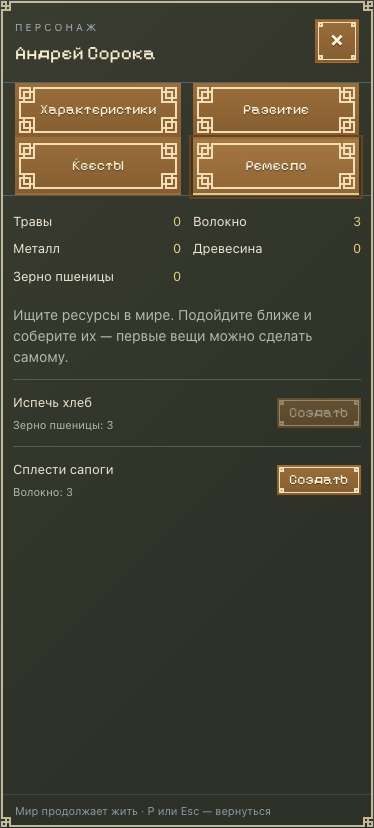 ПЕРСОНАЖ
Андрей Сорока
×
Характеристики Развитие
Квесты Ремесло
Травы 0 Волокно 3
Металл 0 Древесина 0
Зерно пшеницы 0
Ищите ресурсы в мире. Подойдите ближе и
соберите их — первые вещи можно сделать
самому.
Испечь хлеб
Создать
Зерно пшеницы: 3
Сплести сапоги
Создать
Волокно: 3
Мир продолжает жить · P или Esc — вернуться